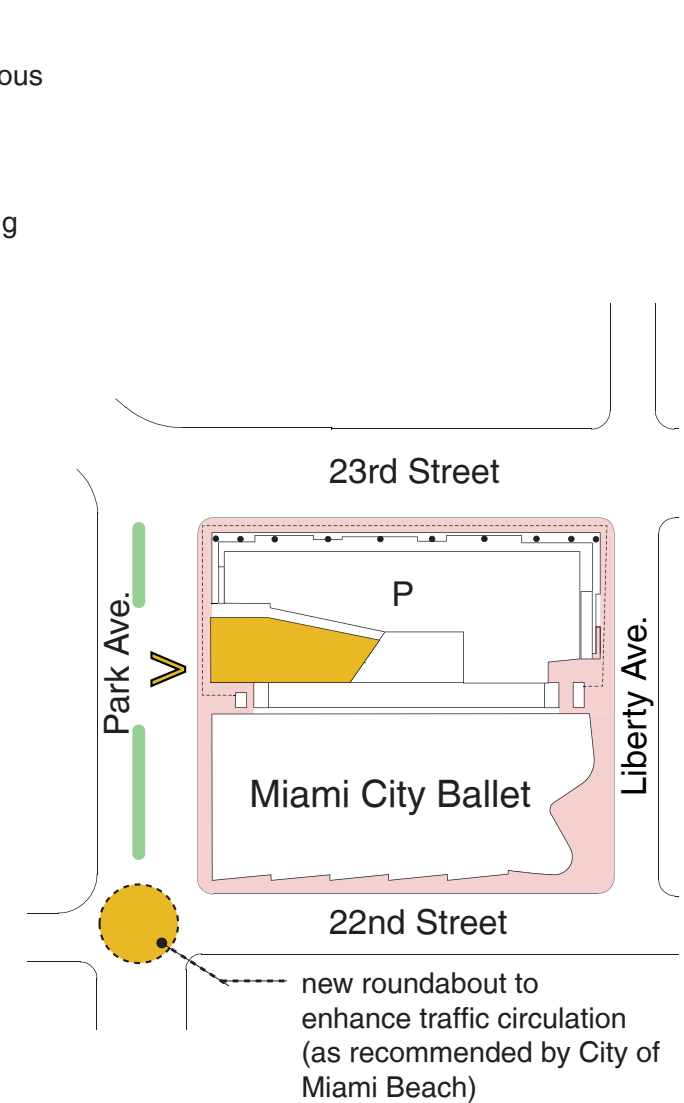 ous
g
23rd Street
P
Park Ave.
>
Liberty Ave.
Miami City Ballet
22nd Street
new roundabout to
enhance traffic circulation
(as recommended by City of
Miami Beach)